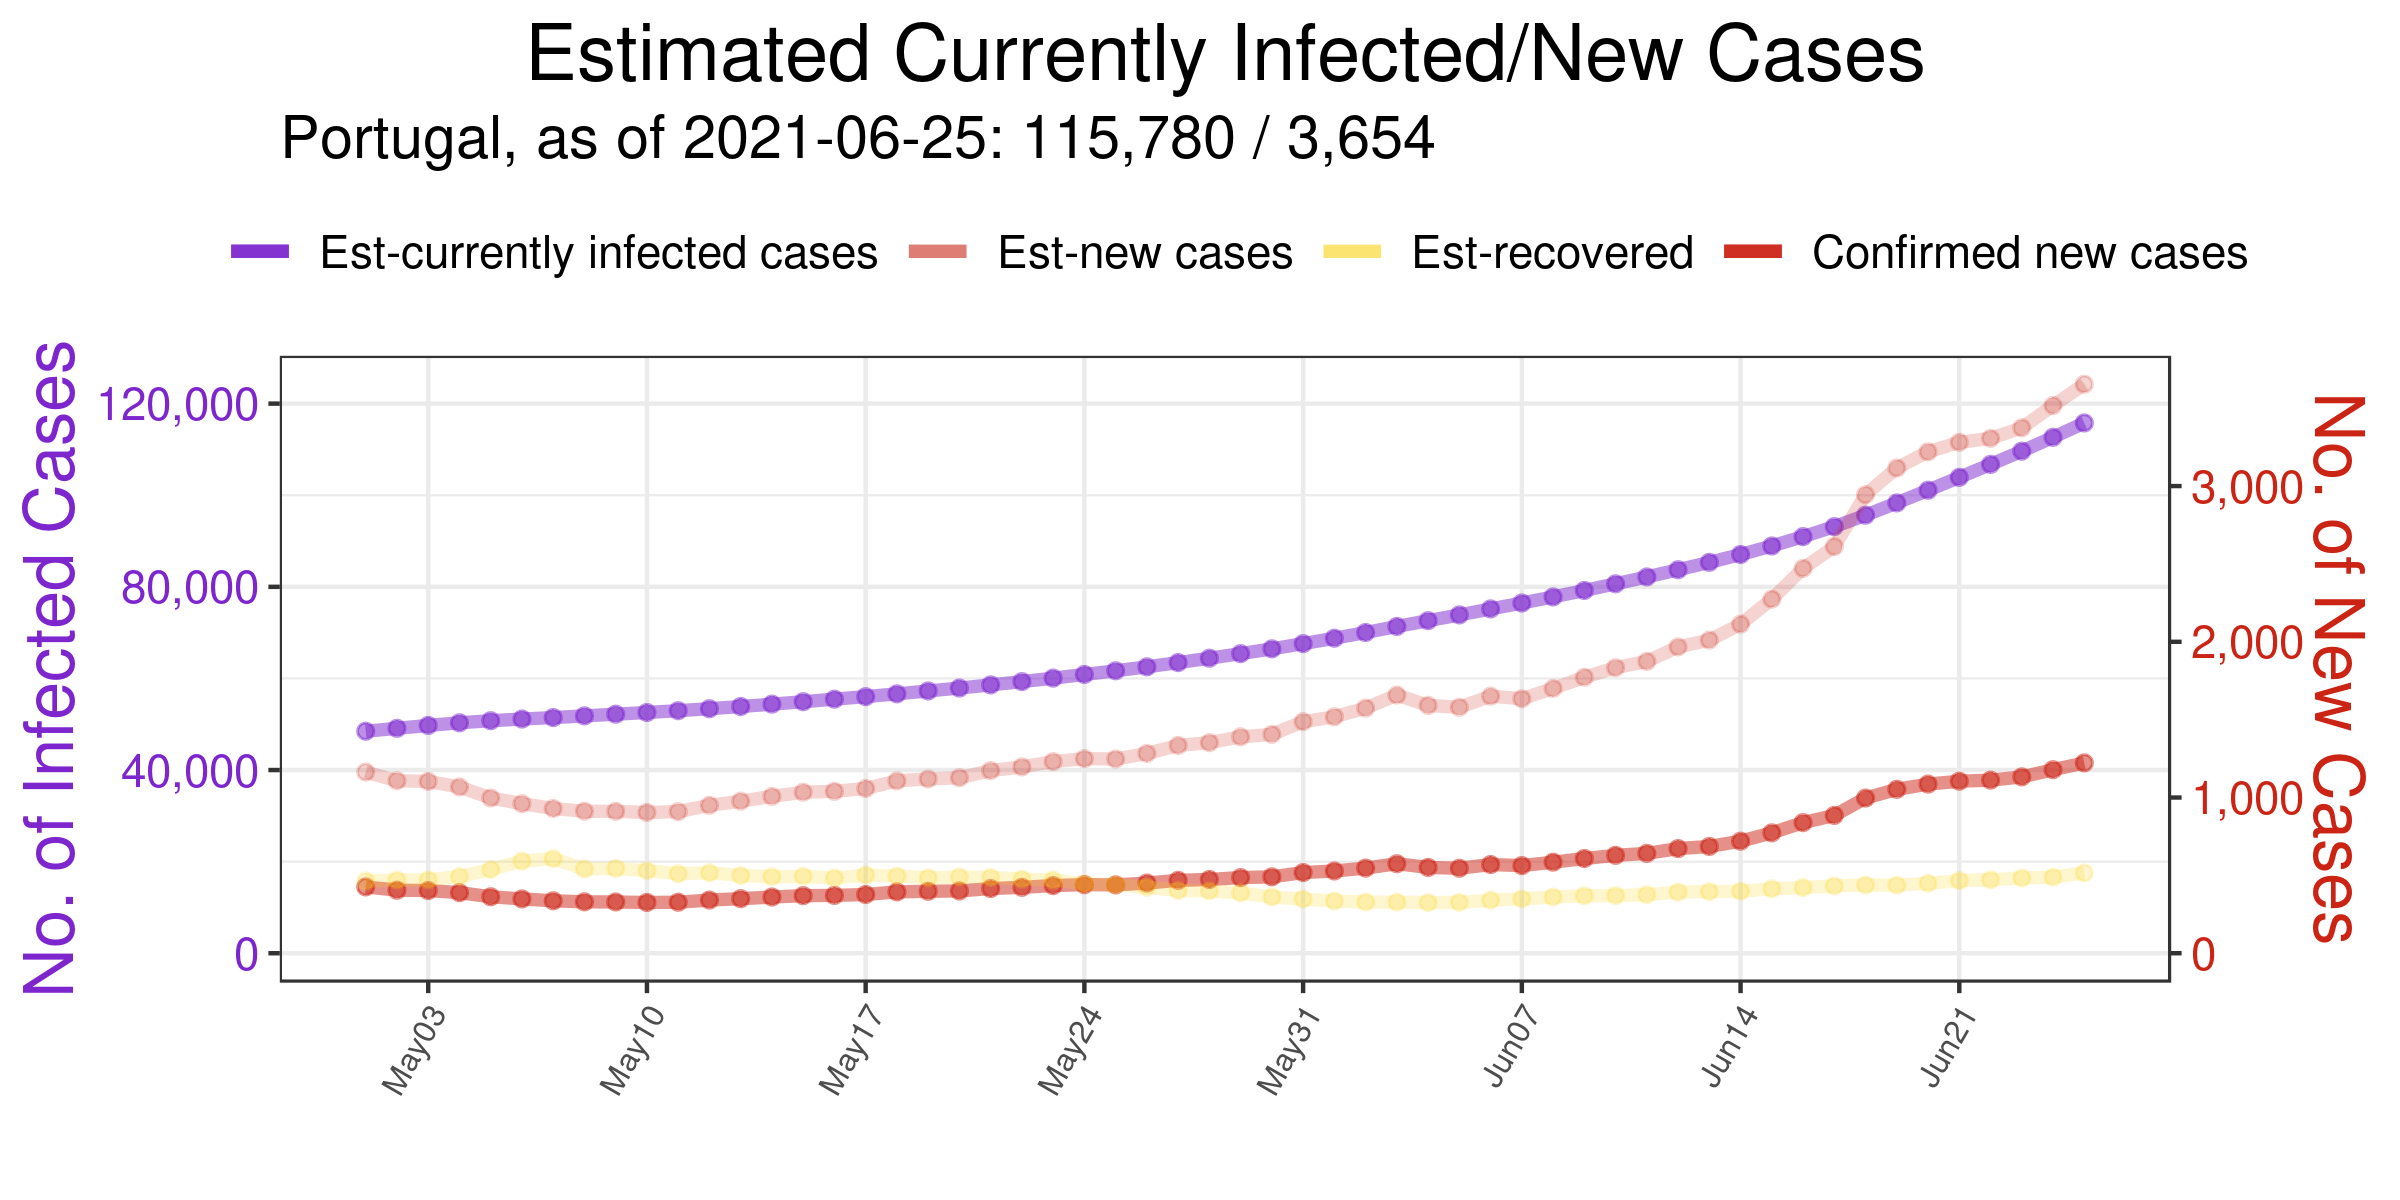 Estimated Currently Infected/New Cases
Portugal, as of 2021-06-25: 115,780 / 3,654
Est-currently infected cases Est-new cases Est-recovered Confirmed new cases
No. of Infected Cases
120,000
80,000
40,000
0
3,000
2,000
1,000
0
No. of New Cases
May03 May10 May17 May24 May31 Jun07 Jun14 Jun21